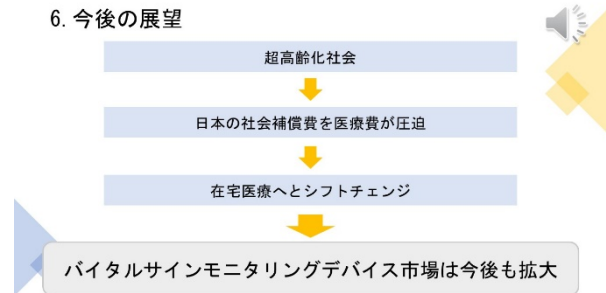 6. 今後の展望
超高齢化社会
日本の社会補償費を医療費が圧迫
在宅医療へとシフトチェンジ
バイタルサインモニタリングデバイス市場は今後も拡大